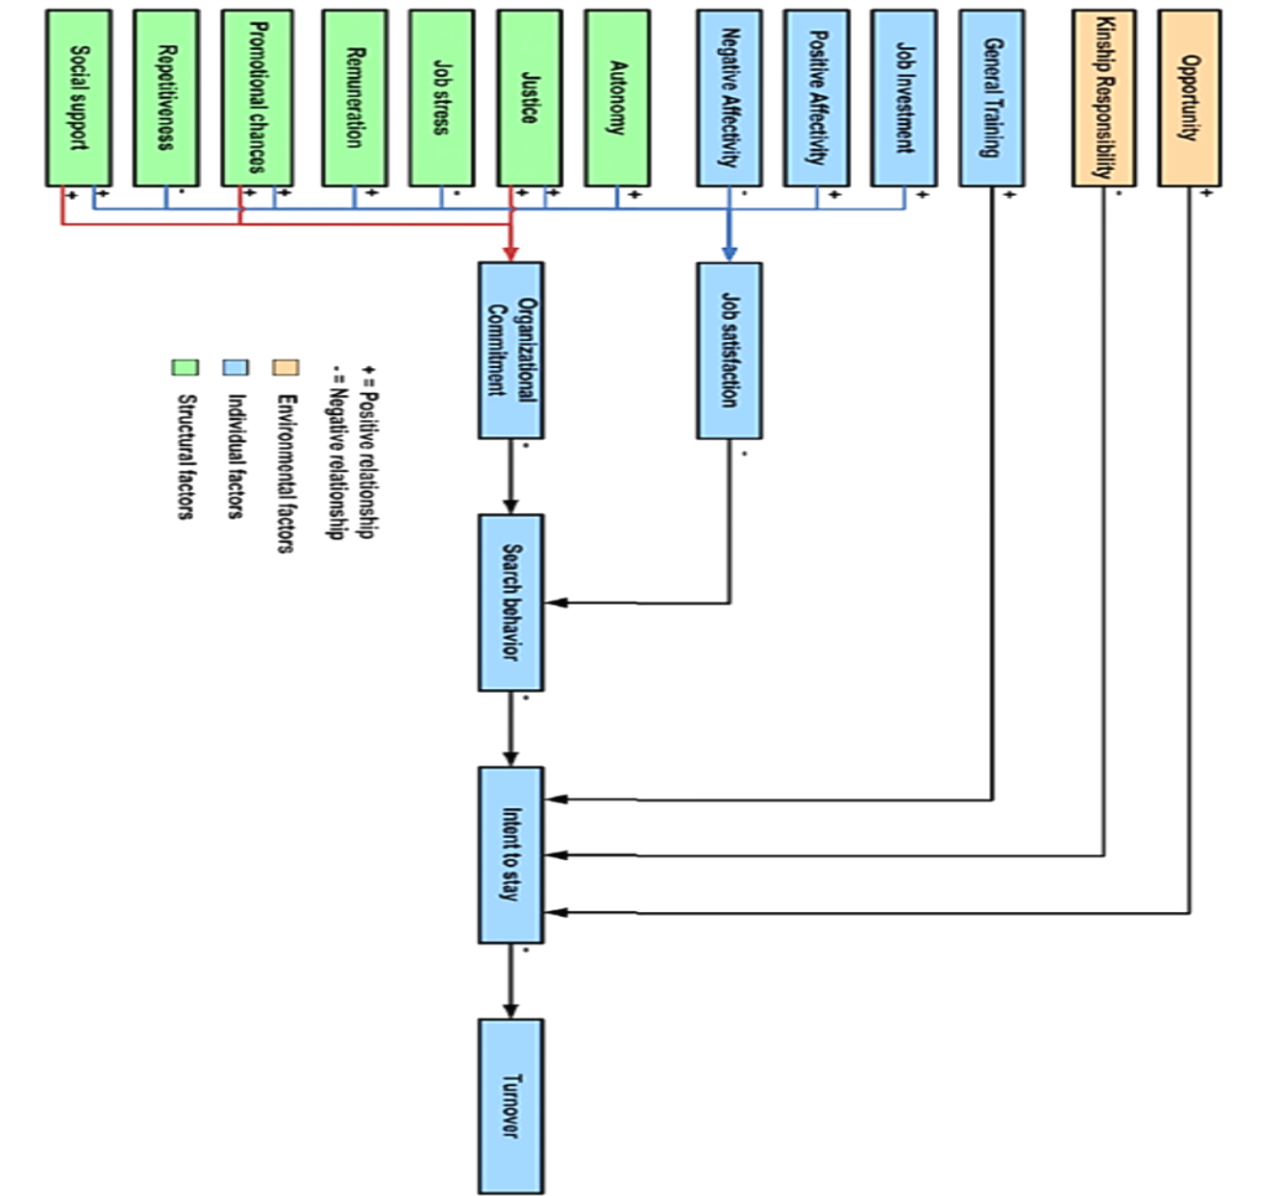 Opportunity
+
Kinship Responsibility
-
General Training
+
Job Investment
+
Positive Affectivity
+
Negative Affectivity
-
Autonomy
+
Justice
+
+
Job stress
-
Remuneration
+
Promotional chances
+
+
Repetitiveness
-
Social support
+
+
Job satisfaction
-
Organizational
Commitment
-
Search behavior
-
Intent to stay
-
Turnover
+ = Positive relationship
- = Negative relationship
Environmental factors
Individual factors
Structural factors